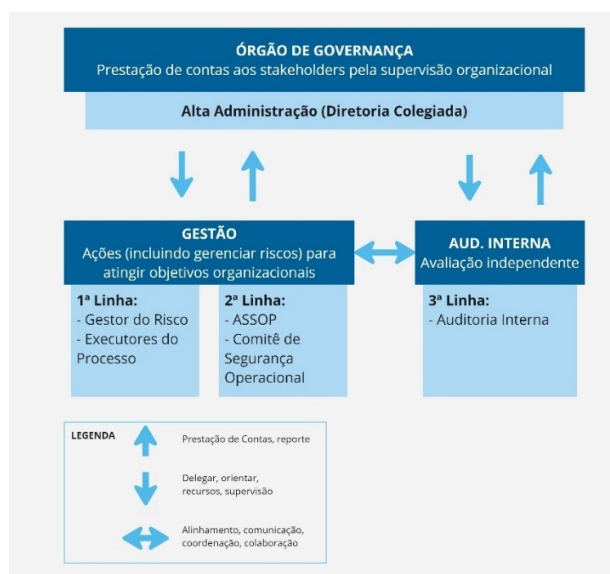 ÓRGÃO DE GOVERNANÇA
Prestação de contas aos stakeholders pela supervisão organizacional
Alta Administração (Diretoria Colegiada)
GESTÃO
Ações (incluindo gerenciar riscos) para
atingir objetivos organizacionais
AUD. INTERNA
Avaliação independente
1ª Linha:
- Gestor do Risco
- Executores do
Processo
2ª Linha:
- ASSOP
- Comitê de
Segurança
Operacional
3ª Linha:
- Auditoria Interna
LEGENDA
Prestação de Contas, reporte
Delegar, orientar,
recursos, supervisão
Alinhamento, comunicação,
coordenação, colaboração